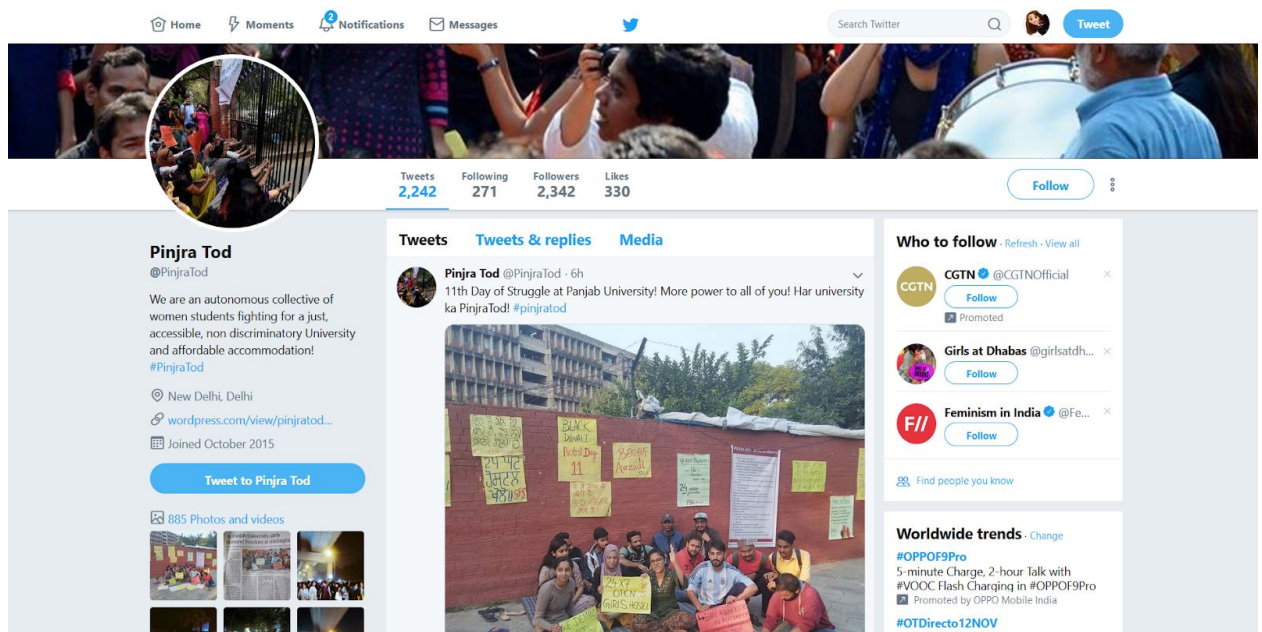 Home
Moments
2
Notifications
Messages
Search Twitter
Tweet
Tweets
2,242
Following
271
Followers
2,342
Likes
330
Follow
Pinjra Tod
@PinjraTod
We are an autonomous collective of
women students fighting for a just,
accessible, non discriminatory University
and affordable accommodation!
#PinjraTod
New Delhi, Delhi
wordpress.com/view/pinjratod...
Joined October 2015
Tweet to Pinjra Tod
885 Photos and videos
Tweets
Tweets & replies
Media
Pinjra Tod @PinjraTod · 6h
11th Day of Struggle at Panjab University! More power to all of you! Har university
ka PinjraTod! #pinjratod
BLACK
DIWALI
Protest Day
11
Azaadi
24
24X7
OPEN
GIRLS HOSTEL
Who to follow · Refresh · View all
CGTN
CGTN @CGTNOfficial
Follow
Promoted
Girls at Dhabas @girlsatdh...
Follow
F//
Feminism in India @Fe...
Follow
Find people you know
Worldwide trends · Change
#OPPOF9Pro
5-minute Charge, 2-hour Talk with
#VOOC Flash Charging in #OPPOF9Pro
Promoted by OPPO Mobile India
#OTDirecto12NOV